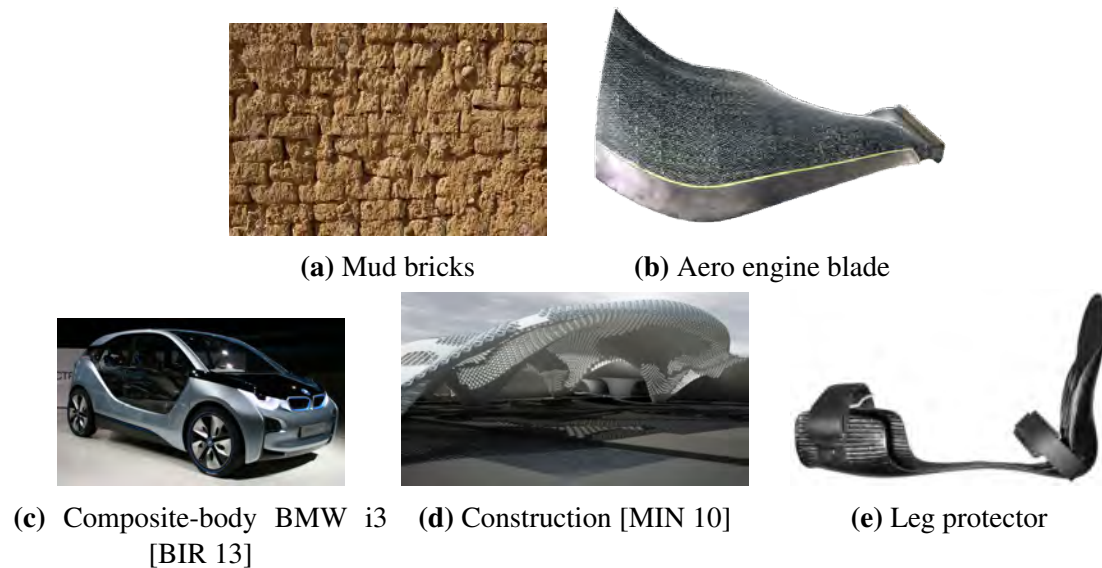 (a) Mud bricks
(b) Aero engine blade
(c) Composite-body BMW i3
[BIR 13]
(d) Construction [MIN 10]
(e) Leg protector